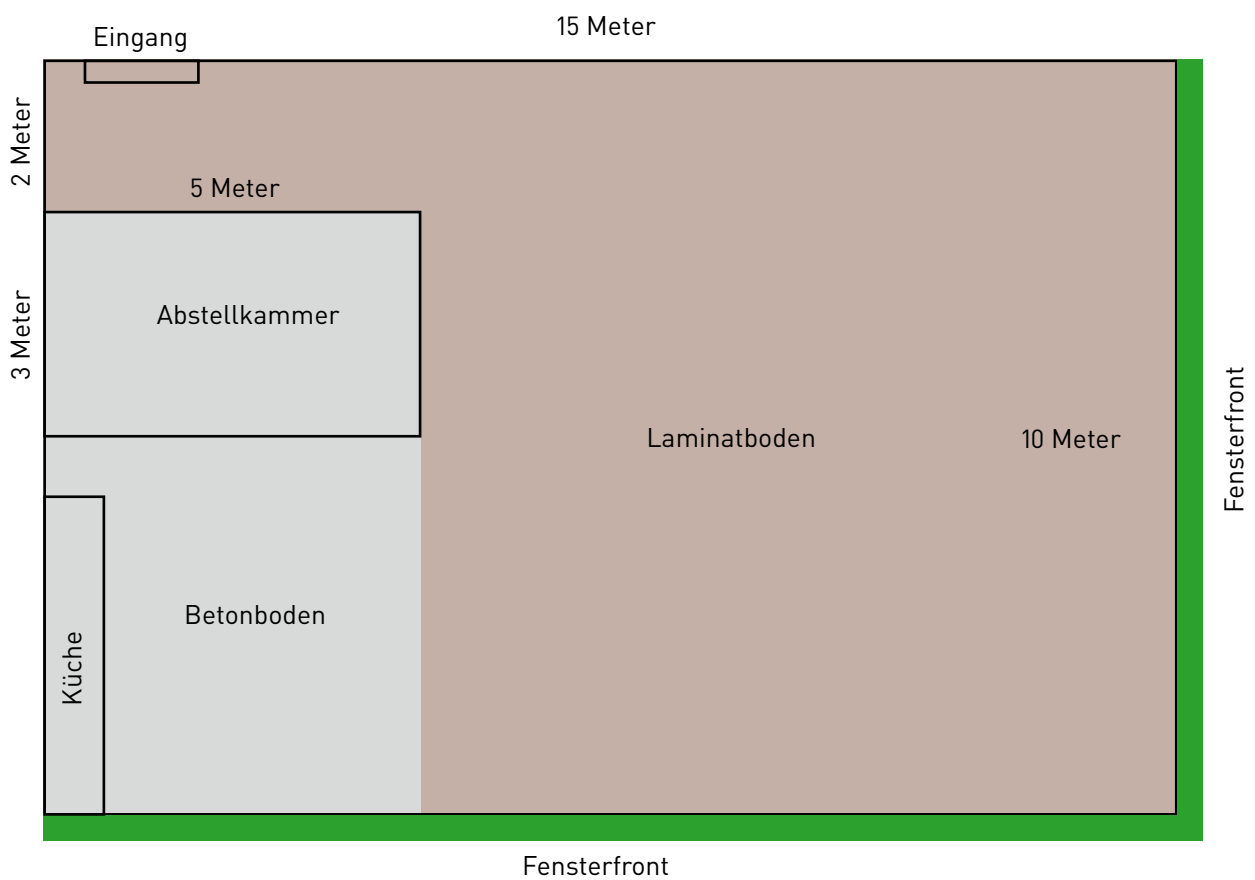 15 Meter
Eingang
2 Meter
5 Meter
3 Meter
Abstellkammer
Laminatboden
10 Meter
Fensterfront
Betonboden
Küche
Fensterfront